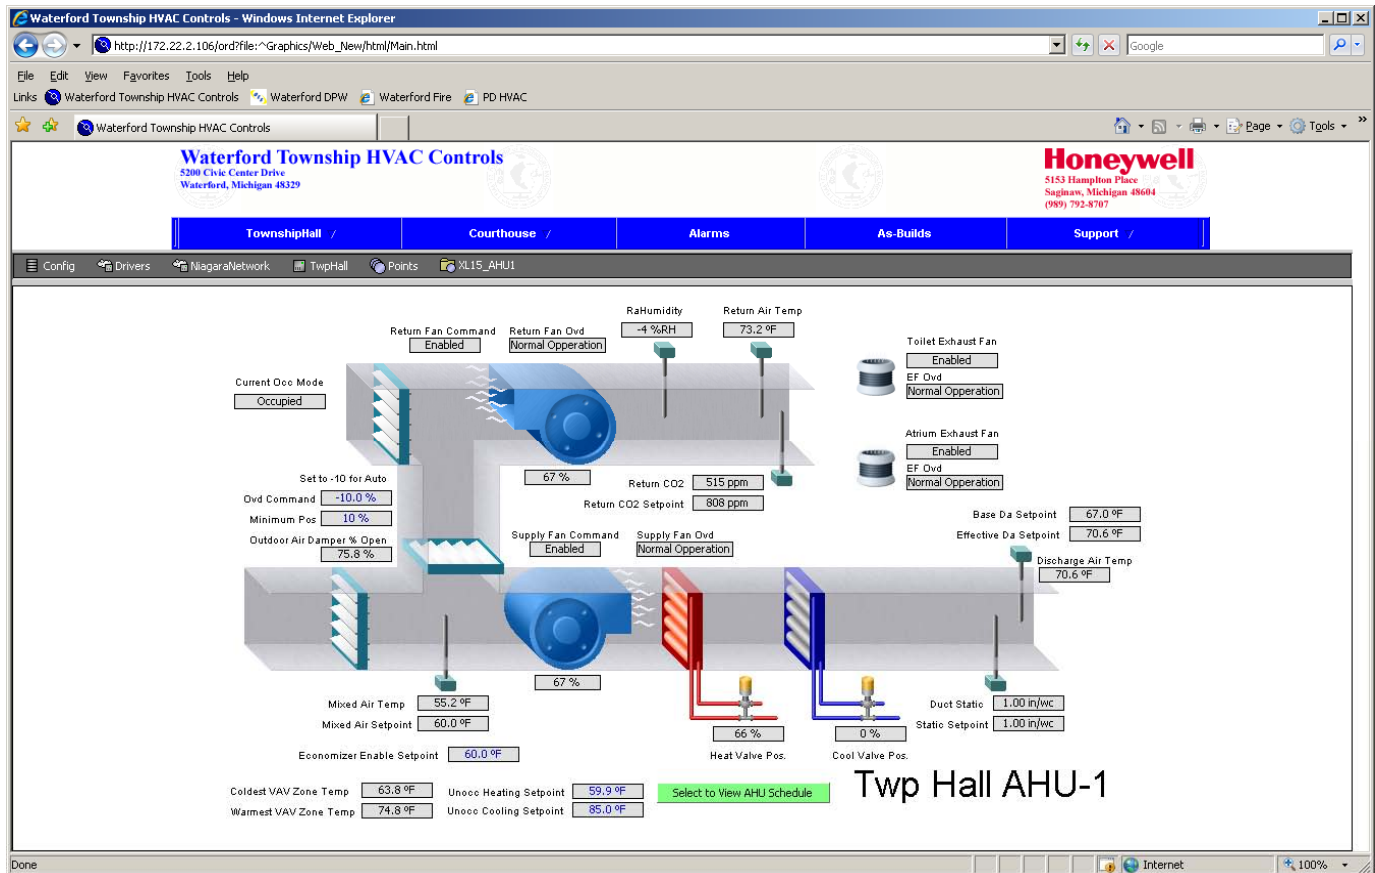 Waterford Township HVAC Controls - Windows Internet Explorer
http://172.22.2.106/ord?file:^Graphics/Web_New/html/Main.html
Google
File Edit View Favorites Tools Help
Links Waterford Township HVAC Controls Waterford DPW Waterford Fire PD HVAC
Waterford Township HVAC Controls
Page Tools
Waterford Township HVAC Controls
5200 Civic Center Drive
Waterford, Michigan 48329
Honeywell
5153 Hamplton Place
Saginaw, Michigan 48604
(989) 792-8707
TownshipHall / Courthouse / Alarms As-Builds Support /
Config Drivers NiagaraNetwork TwpHall Points XL15_AHU1
RaHumidity Return Air Temp
-4 %RH 73.2 ºF
Return Fan Command Return Fan Ovd
Enabled Normal Opperation
Toilet Exhaust Fan
Enabled
EF Ovd
Normal Opperation
Current Occ Mode
Occupied
Atrium Exhaust Fan
Enabled
EF Ovd
Normal Opperation
67 %
Return CO2 515 ppm
Return CO2 Setpoint 808 ppm
Set to -10 for Auto
Ovd Command -10.0 %
Minimum Pos 10 %
Outdoor Air Damper % Open
75.8 %
Supply Fan Command Supply Fan Ovd
Enabled Normal Opperation
Base Da Setpoint 67.0 ºF
Effective Da Setpoint 70.6 ºF
Discharge Air Temp
70.6 ºF
67 %
Mixed Air Temp 55.2 ºF
Mixed Air Setpoint 60.0 ºF
Duct Static 1.00 in/wc
Static Setpoint 1.00 in/wc
66 % 0 %
Heat Valve Pos. Cool Valve Pos.
Economizer Enable Setpoint 60.0 ºF
Coldest VAV Zone Temp 63.8 ºF Unocc Heating Setpoint 59.9 ºF
Warmest VAV Zone Temp 74.8 ºF Unocc Cooling Setpoint 85.0 ºF
Select to View AHU Schedule
Twp Hall AHU-1
Done Internet 100%